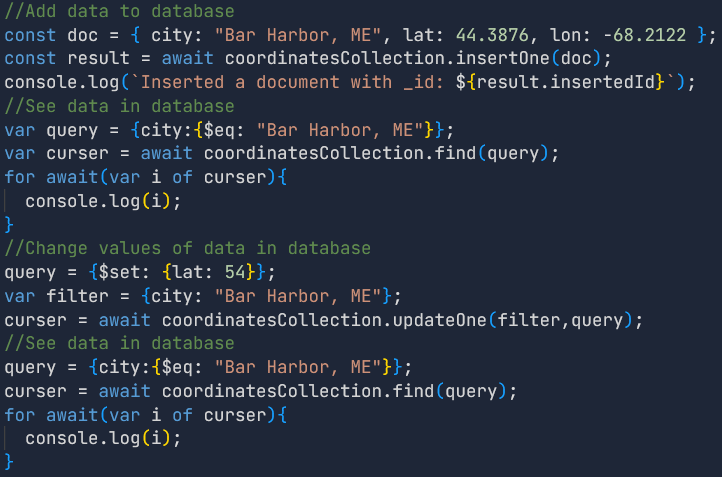 //Add data to database
const doc = { city: "Bar Harbor, ME", lat: 44.3876, lon: -68.2122 };
const result = await coordinatesCollection.insertOne(doc);
console.log(`Inserted a document with _id: ${result.insertedId}`);
//See data in database
var query = {city:{$eq: "Bar Harbor, ME"}};
var curser = await coordinatesCollection.find(query);
for await(var i of curser){
  console.log(i);
}
//Change values of data in database
query = {$set: {lat: 54}};
var filter = {city: "Bar Harbor, ME"};
curser = await coordinatesCollection.updateOne(filter,query);
//See data in database
query = {city:{$eq: "Bar Harbor, ME"}};
curser = await coordinatesCollection.find(query);
for await(var i of curser){
  console.log(i);
}